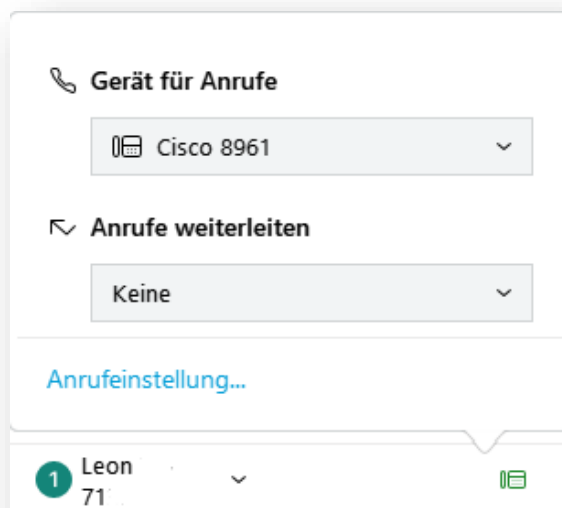 Gerät für Anrufe
Cisco 8961
Anrufe weiterleiten
Keine
Anrufeinstellung...
1 Leon
71